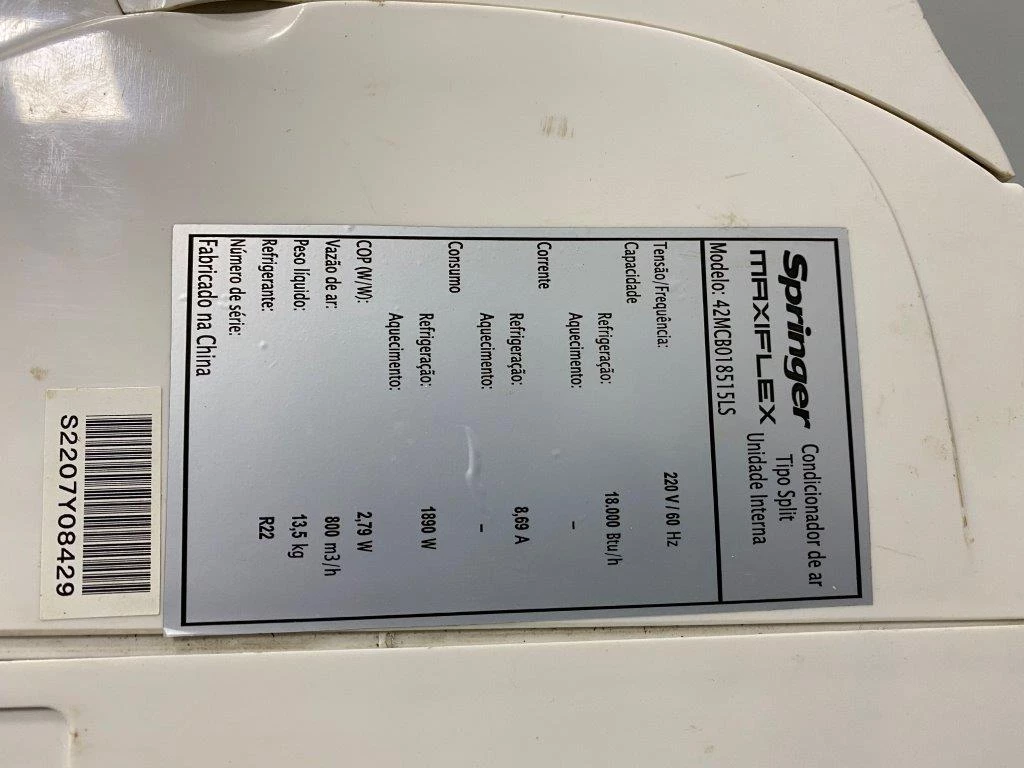 Springer Condicionador de ar
MAXIFLEX Tipo Split
Unidade Interna
Modelo: 42MCB018515LS
Tensão/Frequência: 220 V / 60 Hz
Capacidade
Refrigeração: 18.000 Btu/h
Aquecimento: -
Corrente
Refrigeração: 8,69 A
Aquecimento: -
Consumo
Refrigeração: 1890 W
Aquecimento:
COP (W/W): 2,79 W
Vazão de ar: 800 m3/h
Peso líquido: 13,5 kg
Refrigerante: R22
Número de série:
Fabricado na China
S2207Y08429